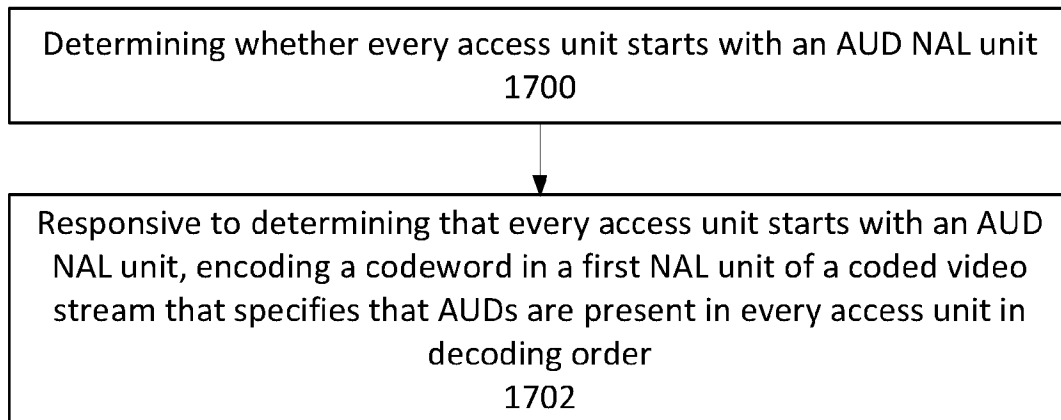 Determining whether every access unit starts with an AUD NAL unit
1700
Responsive to determining that every access unit starts with an AUD
NAL unit, encoding a codeword in a first NAL unit of a coded video
stream that specifies that AUDs are present in every access unit in
decoding order
1702